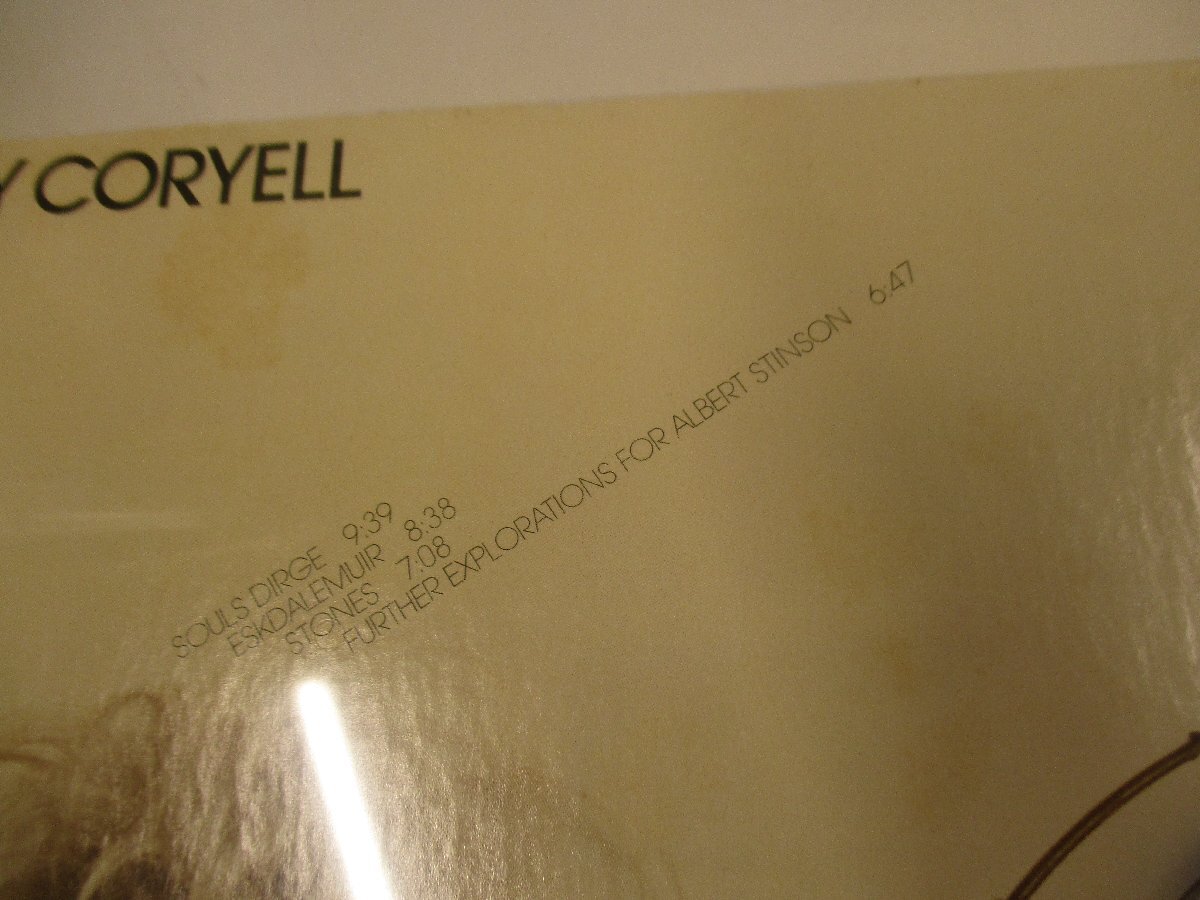 Y CORYELL
SOULS DIRGE 9:39
ESKDALEMUIR 8:38
STONES 7:08
FURTHER EXPLORATIONS FOR ALBERT STINSON 6:47